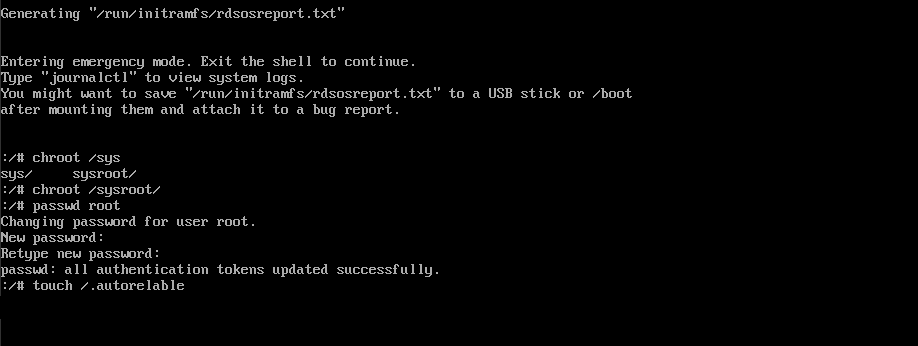 Generating "/run/initramfs/rdsosreport.txt"
Entering emergency mode. Exit the shell to continue.
Type "journalctl" to view system logs.
You might want to save "/run/initramfs/rdsosreport.txt" to a USB stick or /boot
after mounting them and attach it to a bug report.
:/# chroot /sys
sys/     sysroot/
:/# chroot /sysroot/
:/# passwd root
Changing password for user root.
New password:
Retype new password:
passwd: all authentication tokens updated successfully.
:/# touch /.autorelable